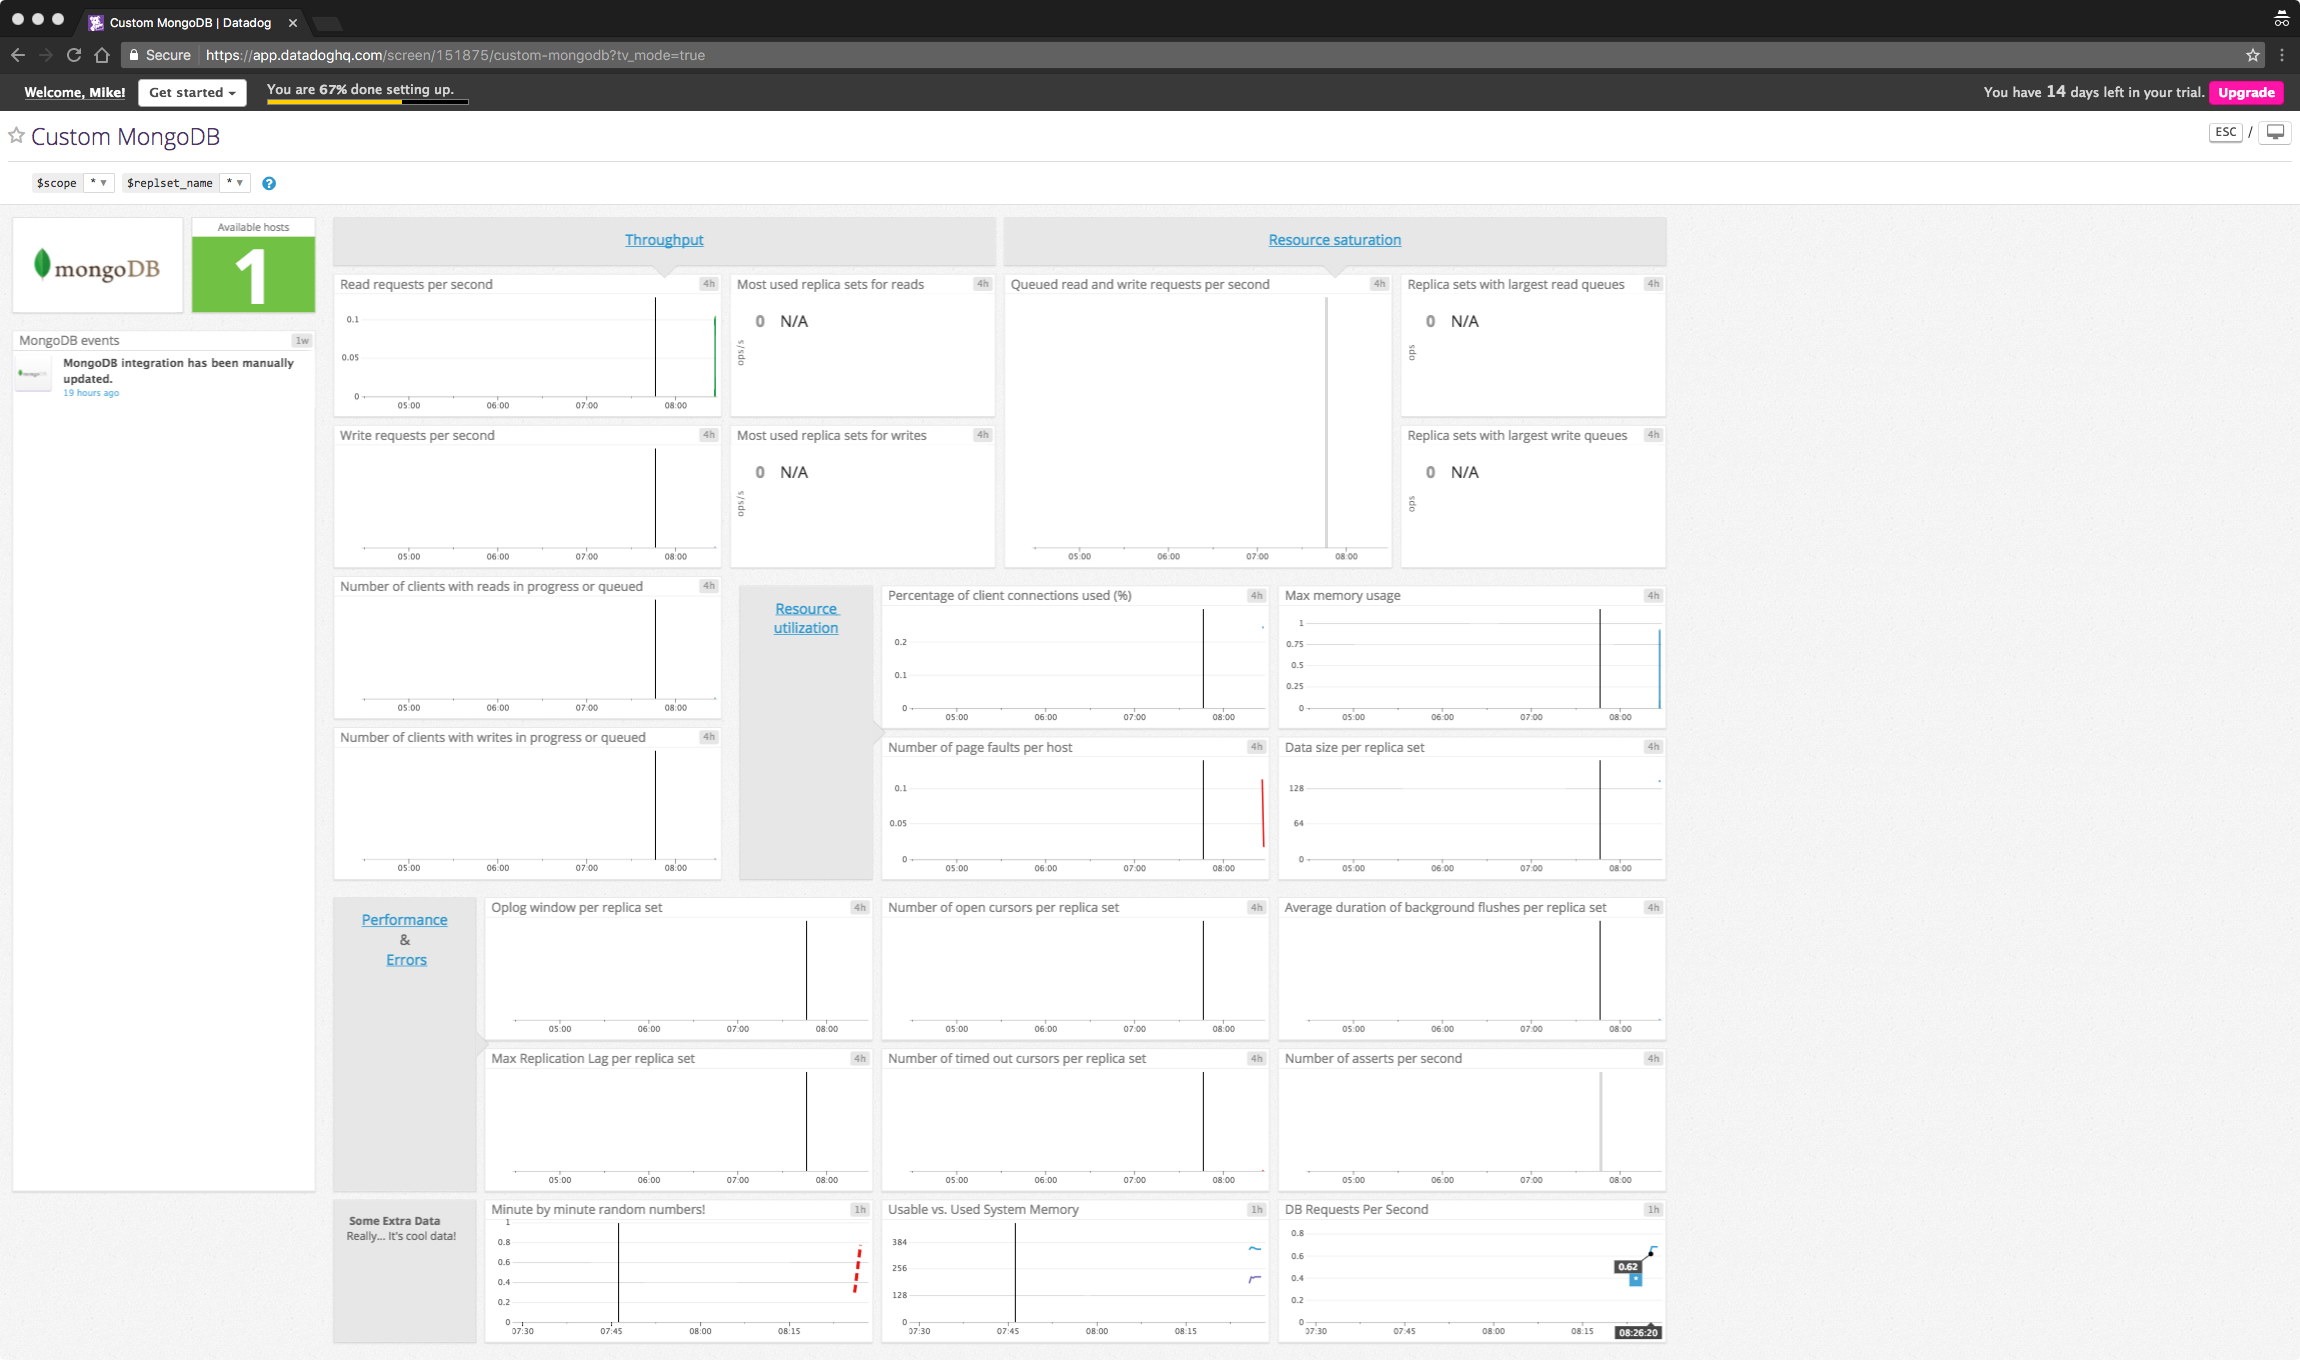 Custom MongoDB | Datadog
Secure https://app.datadoghq.com/screen/151875/custom-mongodb?tv_mode=true
Welcome, Mike! Get started You are 67% done setting up. You have 14 days left in your trial. Upgrade
Custom MongoDB ESC /
$scope * $replset_name * ?
mongoDB
Available hosts
1
MongoDB events 1w
MongoDB integration has been manually
updated.
19 hours ago
Throughput
Read requests per second 4h
0.1
0.05
0
05:00 06:00 07:00 08:00
Most used replica sets for reads 4h
0 N/A
ops/s
Write requests per second 4h
05:00 06:00 07:00 08:00
Most used replica sets for writes 4h
0 N/A
ops/s
Number of clients with reads in progress or queued 4h
05:00 06:00 07:00 08:00
Number of clients with writes in progress or queued 4h
05:00 06:00 07:00 08:00
Resource saturation
Queued read and write requests per second 4h
05:00 06:00 07:00 08:00
Replica sets with largest read queues 4h
0 N/A
ops
Replica sets with largest write queues 4h
0 N/A
ops
Resource
utilization
Percentage of client connections used (%) 4h
0.2
0.1
0
05:00 06:00 07:00 08:00
Max memory usage 4h
1
0.75
0.5
0.25
0
05:00 06:00 07:00 08:00
Number of page faults per host 4h
0.1
0.05
0
05:00 06:00 07:00 08:00
Data size per replica set 4h
128
64
0
05:00 06:00 07:00 08:00
Performance
&
Errors
Oplog window per replica set 4h
05:00 06:00 07:00 08:00
Number of open cursors per replica set 4h
05:00 06:00 07:00 08:00
Average duration of background flushes per replica set 4h
05:00 06:00 07:00 08:00
Max Replication Lag per replica set 4h
05:00 06:00 07:00 08:00
Number of timed out cursors per replica set 4h
05:00 06:00 07:00 08:00
Number of asserts per second 4h
05:00 06:00 07:00 08:00
Some Extra Data
Really... It's cool data!
Minute by minute random numbers! 1h
1
0.8
0.6
0.4
0.2
0
07:30 07:45 08:00 08:15
Usable vs. Used System Memory 1h
384
256
128
0
07:30 07:45 08:00 08:15
DB Requests Per Second 1h
0.8
0.6
0.4
0.2
0
0.62
*
07:30 07:45 08:00 08:15 08:26:20